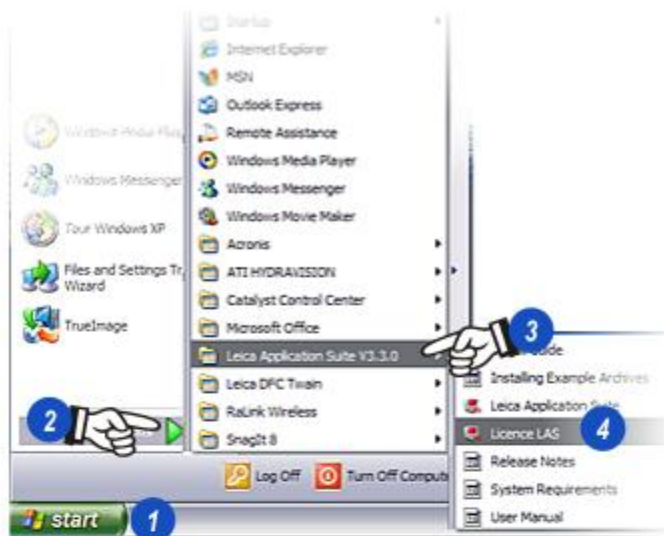 Startup
Internet Explorer
MSN
Outlook Express
Remote Assistance
Windows Media Player
Windows Messenger
Windows Movie Maker
Acronis
ATI HYDRAVISION
Catalyst Control Center
Microsoft Office
Leica Application Suite V3.3.0
Leica DFC Twain
RaLink Wireless
SnagIt 8
Windows Media
Windows Messenger
Tour Windows XP
Files and Settings
Wizard
TrueImage
2
Log Off
Turn Off
start
1
3
Installing Example Archives
Leica Application Suite
Licence LAS
4
Release Notes
System Requirements
User Manual